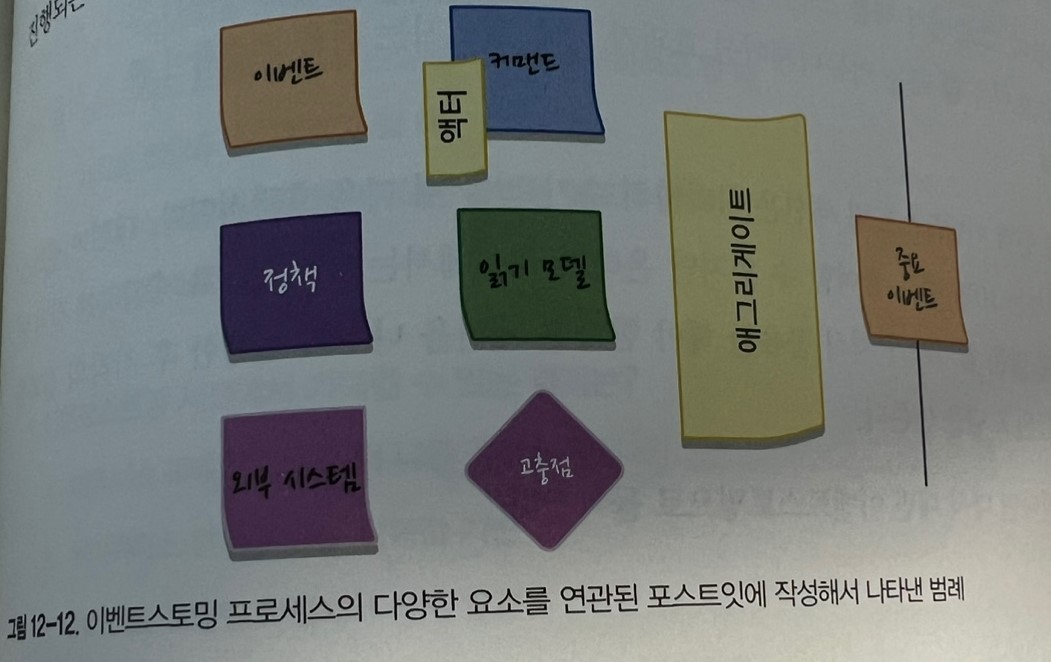 진행되는
이벤트
커맨드
액터
정책
읽기 모델
애그리게이트
중요
이벤트
외부 시스템
고충점
그림 12-12. 이벤트스토밍 프로세스의 다양한 요소를 연관된 포스트잇에 작성해서 나타낸 범례